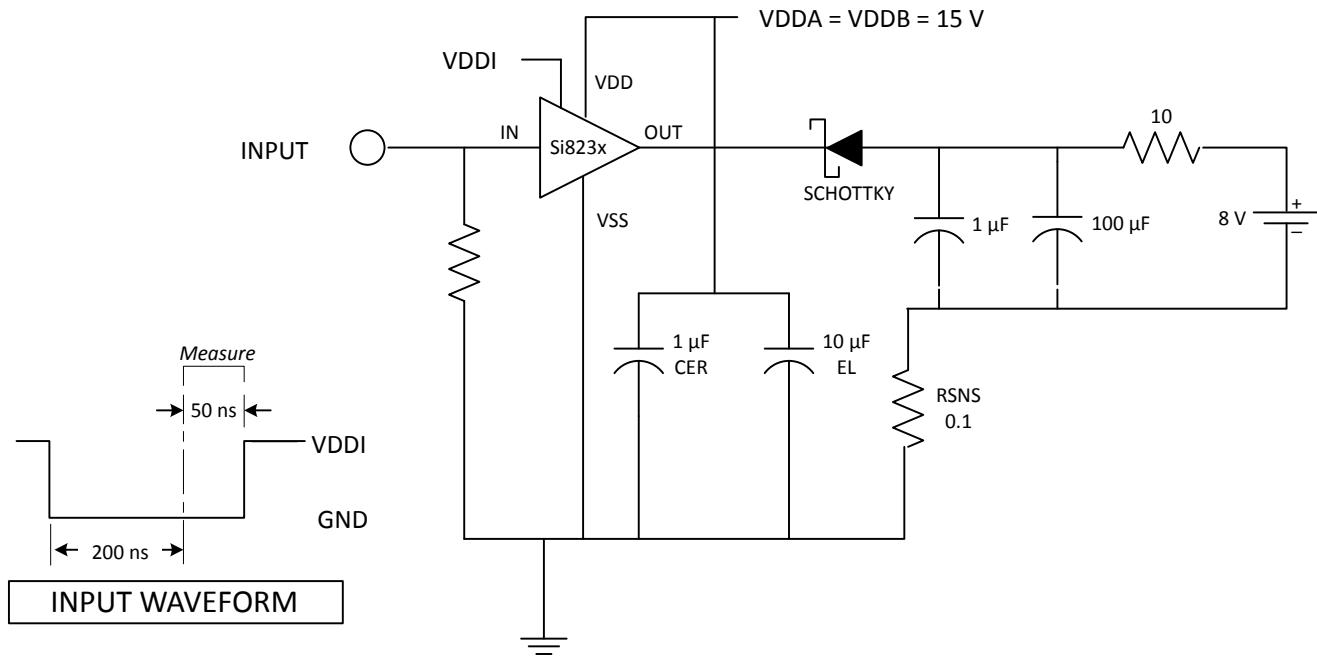 VDDA = VDDB = 15 V
VDDI
VDD
10
INPUT
IN
Si823x
OUT
SCHOTTKY
VSS
1 µF
100 µF
8 V
+
–
1 µF
CER
10 µF
EL
RSNS
0.1
Measure
50 ns
VDDI
GND
200 ns
INPUT WAVEFORM